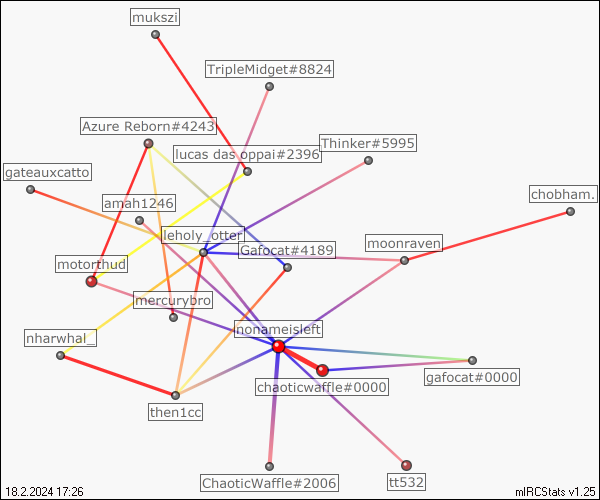 mukszi
TripleMidget#8824
Azure Reborn#4243
Thinker#5995
lucas das oppai#2396
gateauxcatto
chobham.
amah1246
leholy_otter
Gafocat#4189
moonraven
motorthud
mercurybro
nonameisleft
nharwhal_
gafocat#0000
chaoticwaffle#0000
then1cc
ChaoticWaffle#2006
tt532
18.2.2024 17:26
mIRCStats v1.25